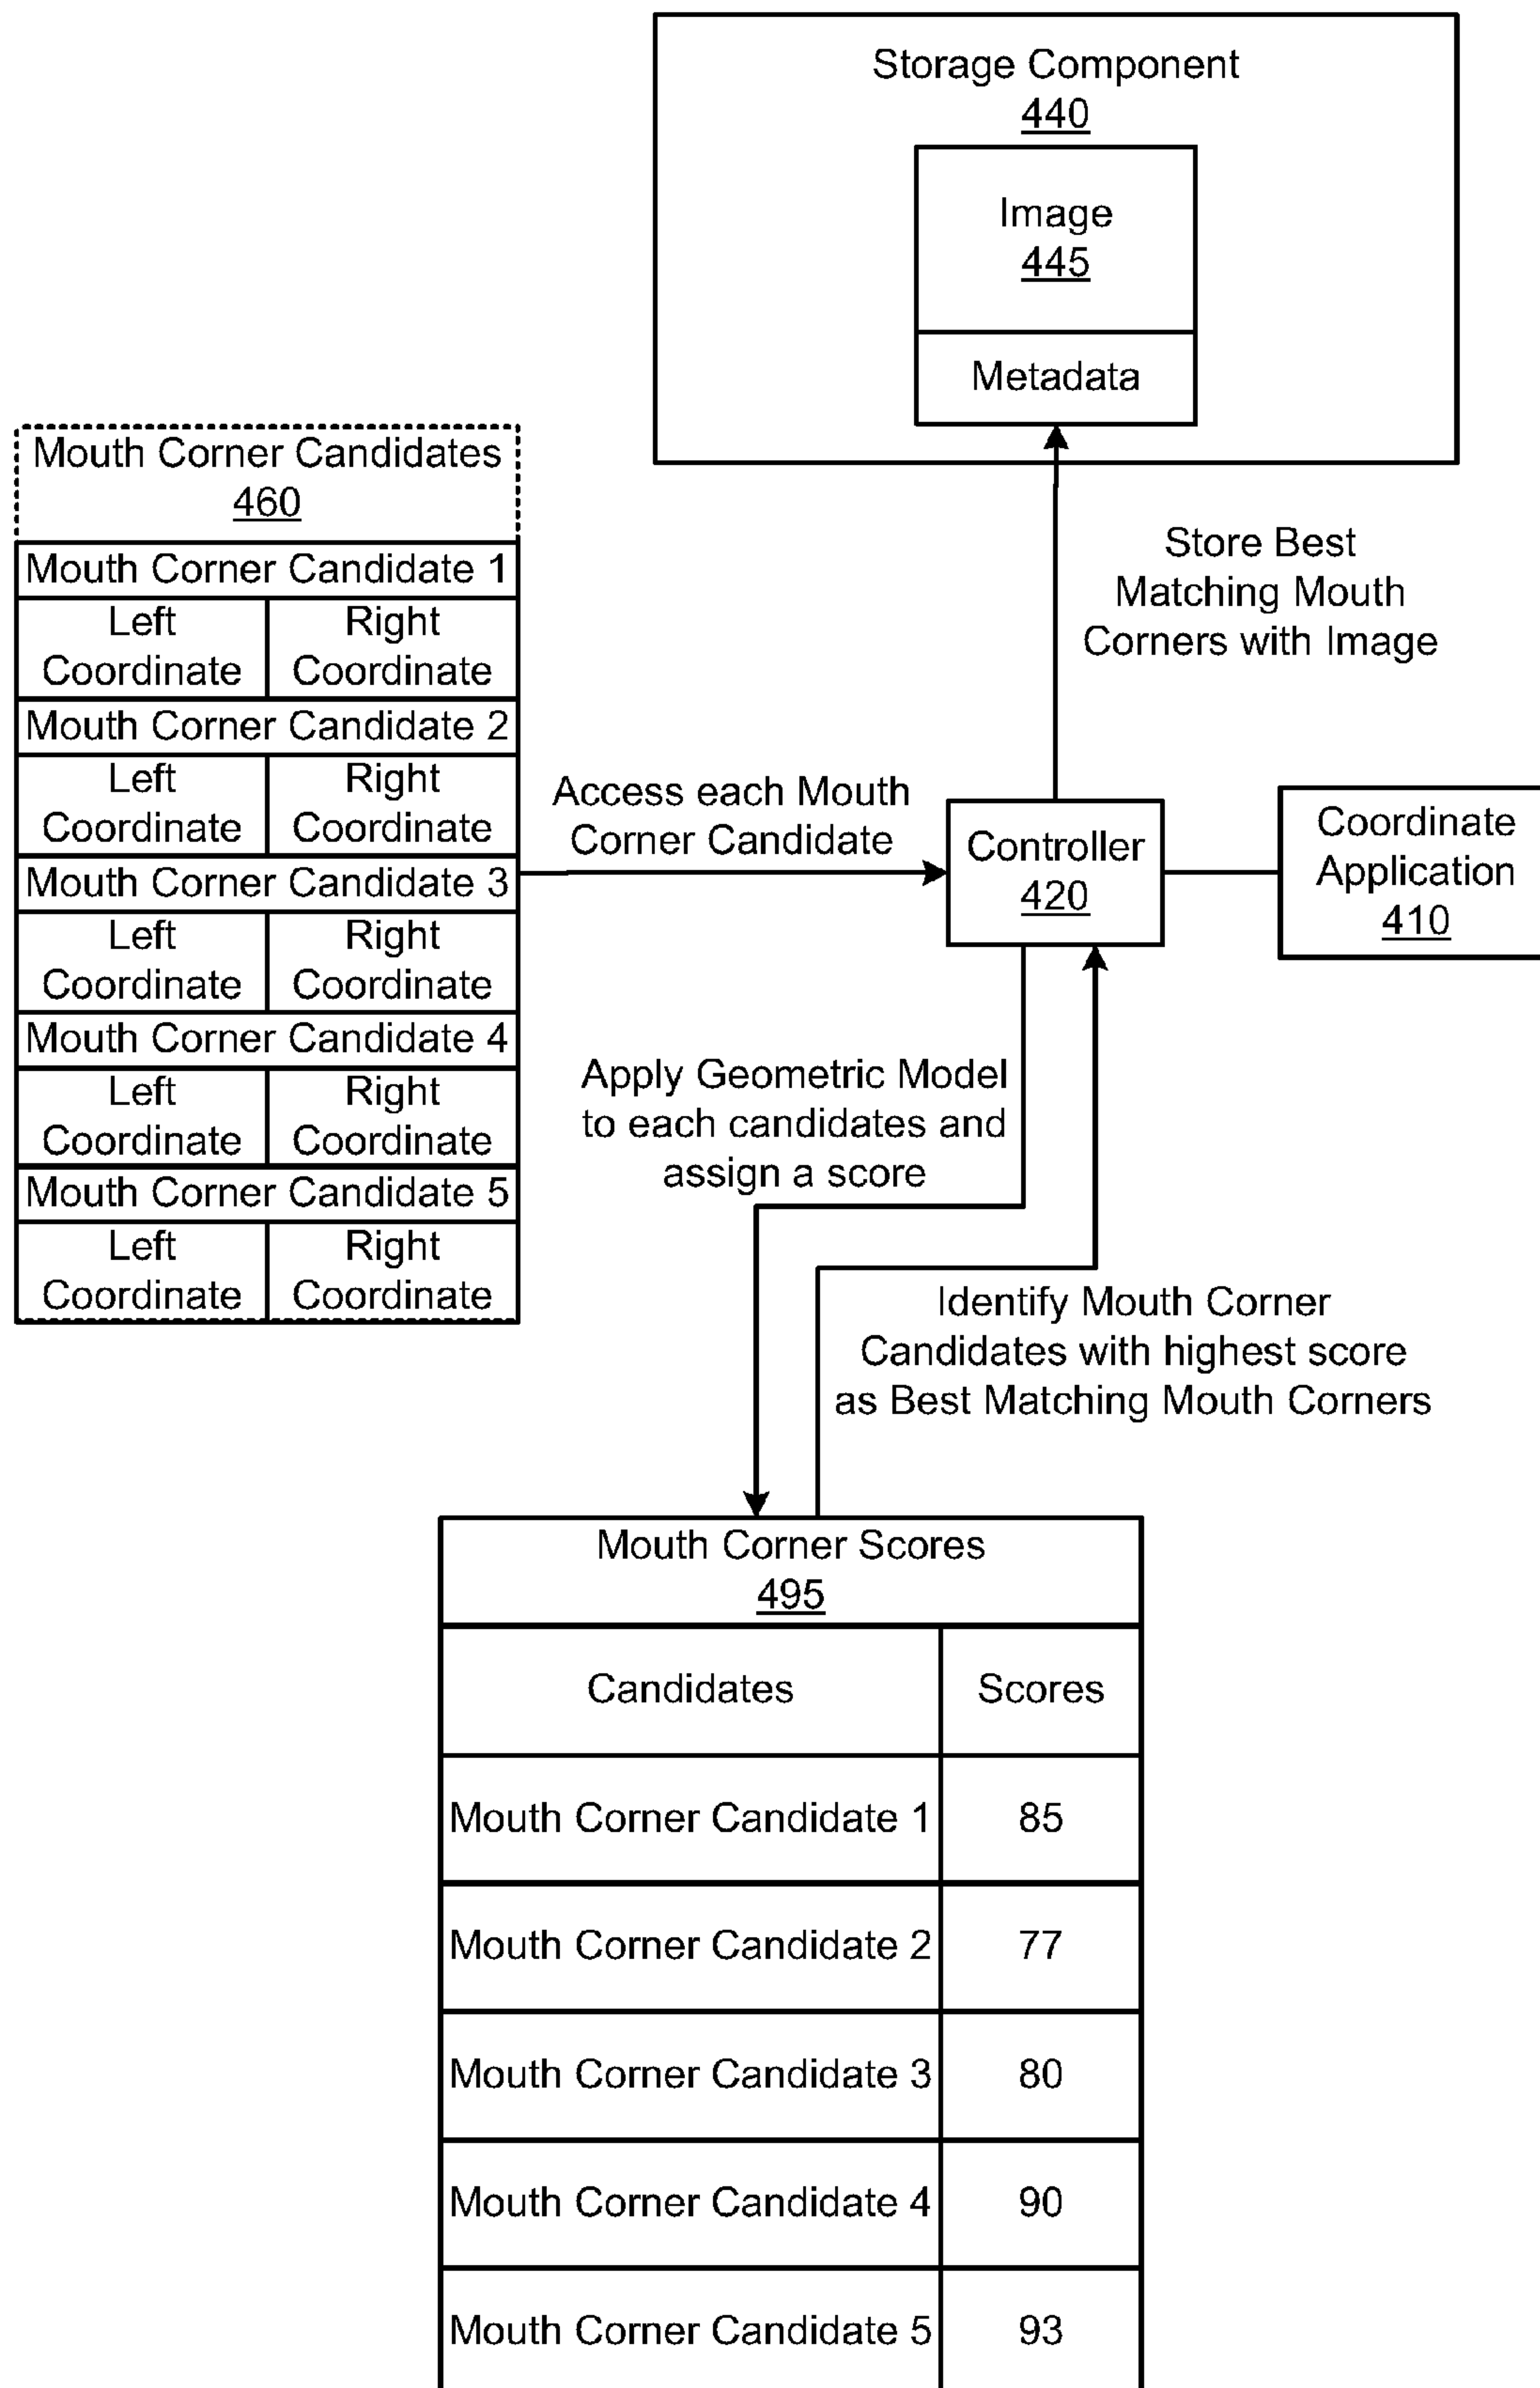 Storage Component
440
Image
445
Metadata
Mouth Corner Candidates
460
Mouth Corner Candidate 1
Left
Coordinate
Right
Coordinate
Mouth Corner Candidate 2
Left
Coordinate
Right
Coordinate
Mouth Corner Candidate 3
Left
Coordinate
Right
Coordinate
Mouth Corner Candidate 4
Left
Coordinate
Right
Coordinate
Mouth Corner Candidate 5
Left
Coordinate
Right
Coordinate
Store Best
Matching Mouth
Corners with Image
Access each Mouth
Corner Candidate
Controller
420
Coordinate
Application
410
Apply Geometric Model
to each candidates and
assign a score
Identify Mouth Corner
Candidates with highest score
as Best Matching Mouth Corners
Mouth Corner Scores
495
Candidates
Scores
Mouth Corner Candidate 1
85
Mouth Corner Candidate 2
77
Mouth Corner Candidate 3
80
Mouth Corner Candidate 4
90
Mouth Corner Candidate 5
93